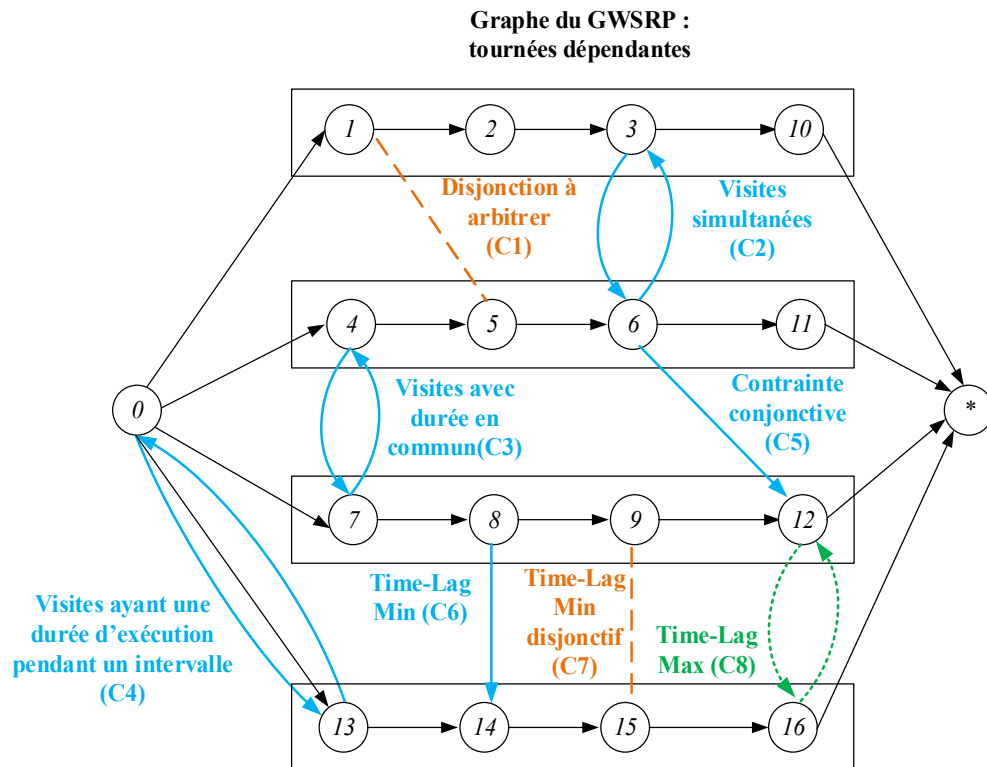 Graphe du GWSRP :
tournées dépendantes
1
2
3
10
Disjonction à
arbitrer
(C1)
Visites
simultanées
(C2)
4
5
6
11
0
Visites avec
durée en
commun(C3)
Contrainte
conjonctive
(C5)
*
7
8
9
12
Visites ayant une
durée d’exécution
pendant un intervalle
(C4)
Time-Lag
Min (C6)
Time-Lag
Min
disjonctif
(C7)
Time-Lag
Max (C8)
13
14
15
16